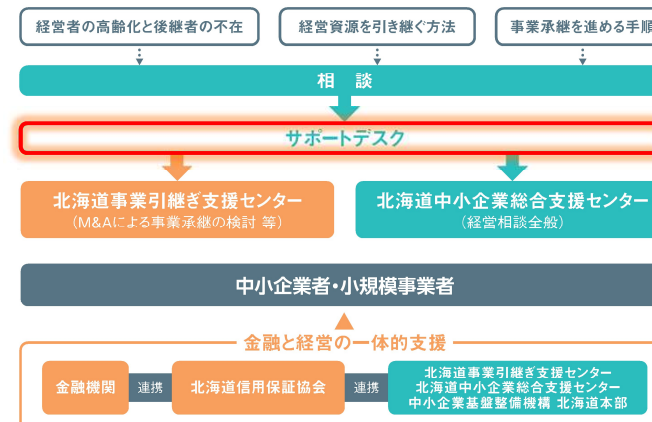 経営者の高齢化と後継者の不在
経営資源を引き継ぐ方法
事業承継を進める手順
相 談
サポートデスク
北海道事業引継ぎ支援センター
（M&Aによる事業承継の検討 等）
北海道中小企業総合支援センター
（経営相談全般）
中小企業者・小規模事業者
金融と経営の一体的支援
金融機関
連携
北海道信用保証協会
連携
北海道事業引継ぎ支援センター
北海道中小企業総合支援センター
中小企業基盤整備機構 北海道本部